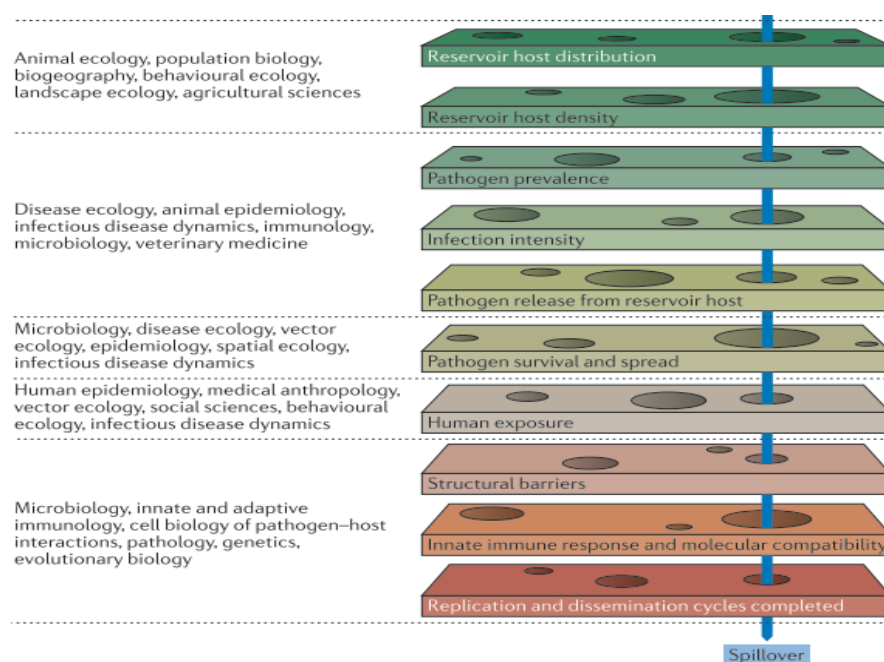 Animal ecology, population biology,
biogeography, behavioural ecology,
landscape ecology, agricultural sciences
Reservoir host distribution
Reservoir host density
Disease ecology, animal epidemiology,
infectious disease dynamics, immunology,
microbiology, veterinary medicine
Pathogen prevalence
Infection intensity
Pathogen release from reservoir host
Microbiology, disease ecology, vector
ecology, epidemiology, spatial ecology,
infectious disease dynamics
Pathogen survival and spread
Human epidemiology, medical anthropology,
vector ecology, social sciences, behavioural
ecology, infectious disease dynamics
Human exposure
Microbiology, innate and adaptive
immunology, cell biology of pathogen–host
interactions, pathology, genetics,
evolutionary biology
Structural barriers
Innate immune response and molecular compatibility
Replication and dissemination cycles completed
Spillover